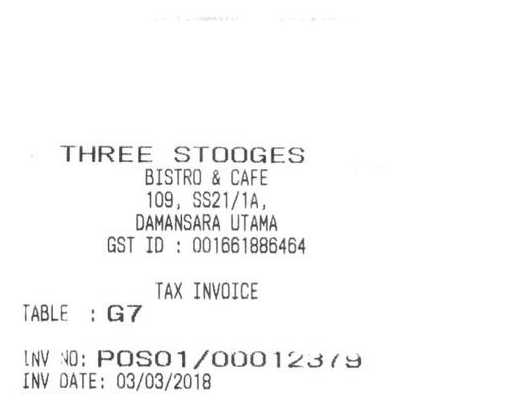 THREE STOOGES
BISTRO & CAFE
109, SS21/1A,
DAMANSARA UTAMA
GST ID : 001661886464
TAX INVOICE
TABLE : G7
INV NO: POS01/00012379
INV DATE: 03/03/2018